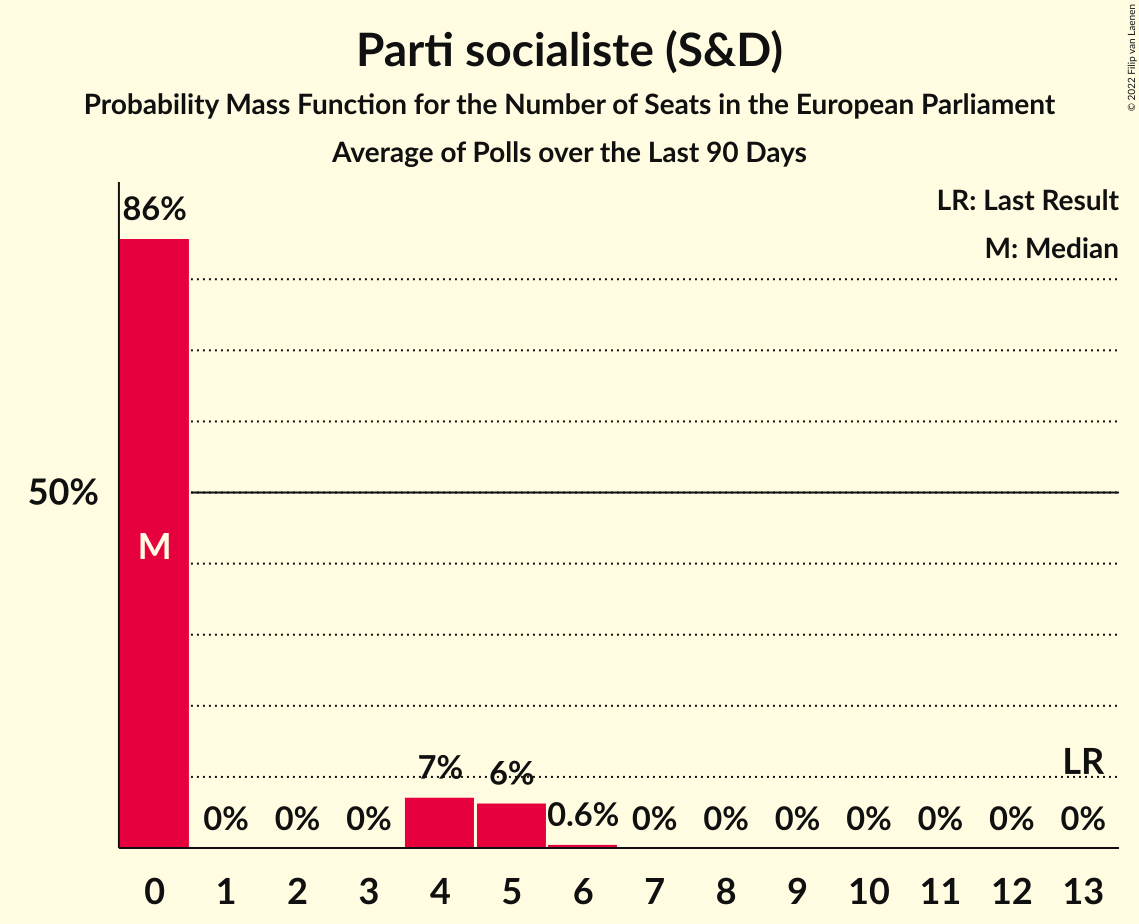 Parti socialiste (S&D)
Probability Mass Function for the Number of Seats in the European Parliament
Average of Polls over the Last 90 Days
© 2022 Filip van Laenen
LR: Last Result
M: Median
86%
50%
M
7%
6%
LR
0%
0%
0%
0.6%
0%
0%
0%
0%
0%
0%
0%
0 1 2 3 4 5 6 7 8 9 10 11 12 13